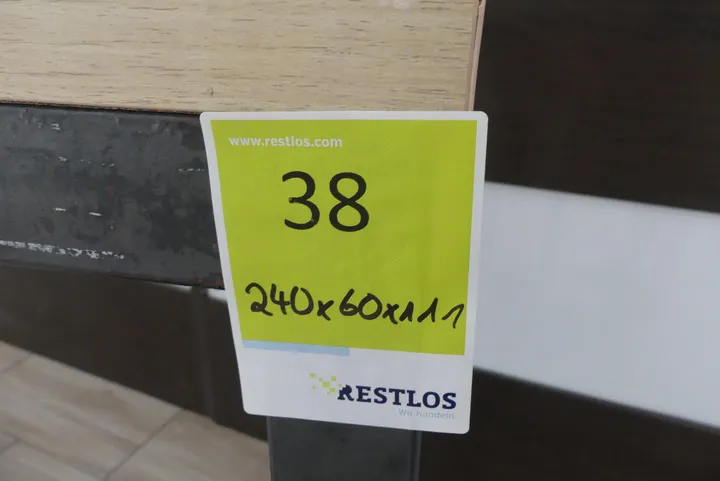 www.restlos.com
38
240x60x111
RESTLOS
Wir handeln.